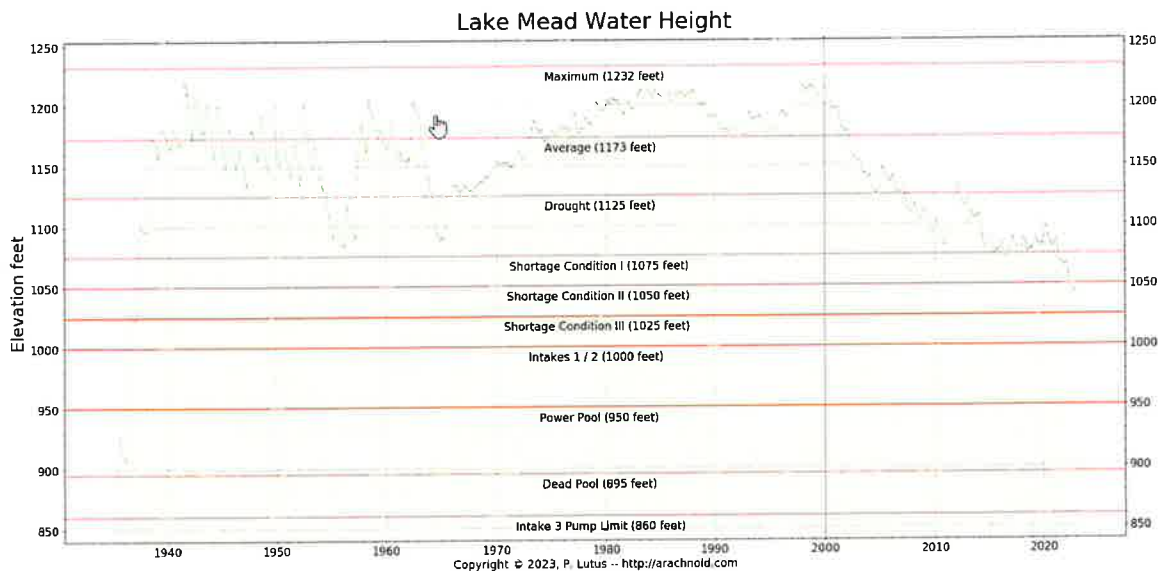 Lake Mead Water Height
1250
1250
Maximum (1232 feet)
1200
1200
Average (1173 feet)
1150
1150
Drought (1125 feet)
1100
1100
Shortage Condition I (1075 feet)
1050
1050
Shortage Condition II (1050 feet)
Shortage Condition III (1025 feet)
1000
1000
Intakes 1 / 2 (1000 feet)
950
950
Power Pool (950 feet)
900
900
Dead Pool (895 feet)
850
850
Intake 3 Pump Limit (860 feet)
Elevation feet
1940 1950 1960 1970 1980 1990 2000 2010 2020
Copyright © 2023, P. Lutus -- http://arachnoid.com